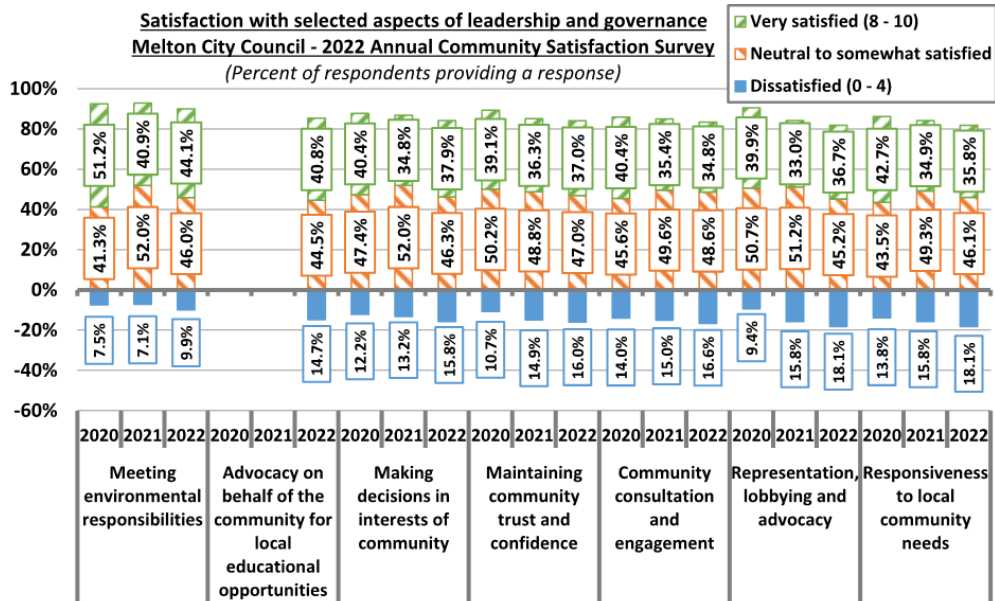 Satisfaction with selected aspects of leadership and governance
Melton City Council - 2022 Annual Community Satisfaction Survey
(Percent of respondents providing a response)
Very satisfied (8 - 10)
Neutral to somewhat satisfied
Dissatisfied (0 - 4)
100%
80%
60%
40%
20%
0%
-20%
-40%
-60%
51.2% 40.9% 44.1% 40.8% 40.4% 34.8% 37.9% 39.1% 36.3% 37.0% 40.4% 35.4% 34.8% 39.9% 33.0% 36.7% 42.7% 34.9% 35.8%
41.3% 52.0% 46.0% 44.5% 47.4% 52.0% 46.3% 50.2% 48.8% 47.0% 45.6% 49.6% 48.6% 50.7% 51.2% 45.2% 43.5% 49.3% 46.1%
7.5% 7.1% 9.9% 14.7% 12.2% 13.2% 15.8% 10.7% 14.9% 16.0% 14.0% 15.0% 16.6% 9.4% 15.8% 18.1% 13.8% 15.8% 18.1%
2020 2021 2022 2020 2021 2022 2020 2021 2022 2020 2021 2022 2020 2021 2022 2020 2021 2022 2020 2021 2022
Meeting
environmental
responsibilities
Advocacy on
behalf of the
community for
local
educational
opportunities
Making
decisions in
interests of
community
Maintaining
community
trust and
confidence
Community
consultation
and
engagement
Representation,
lobbying and
advocacy
Responsiveness
to local
community
needs